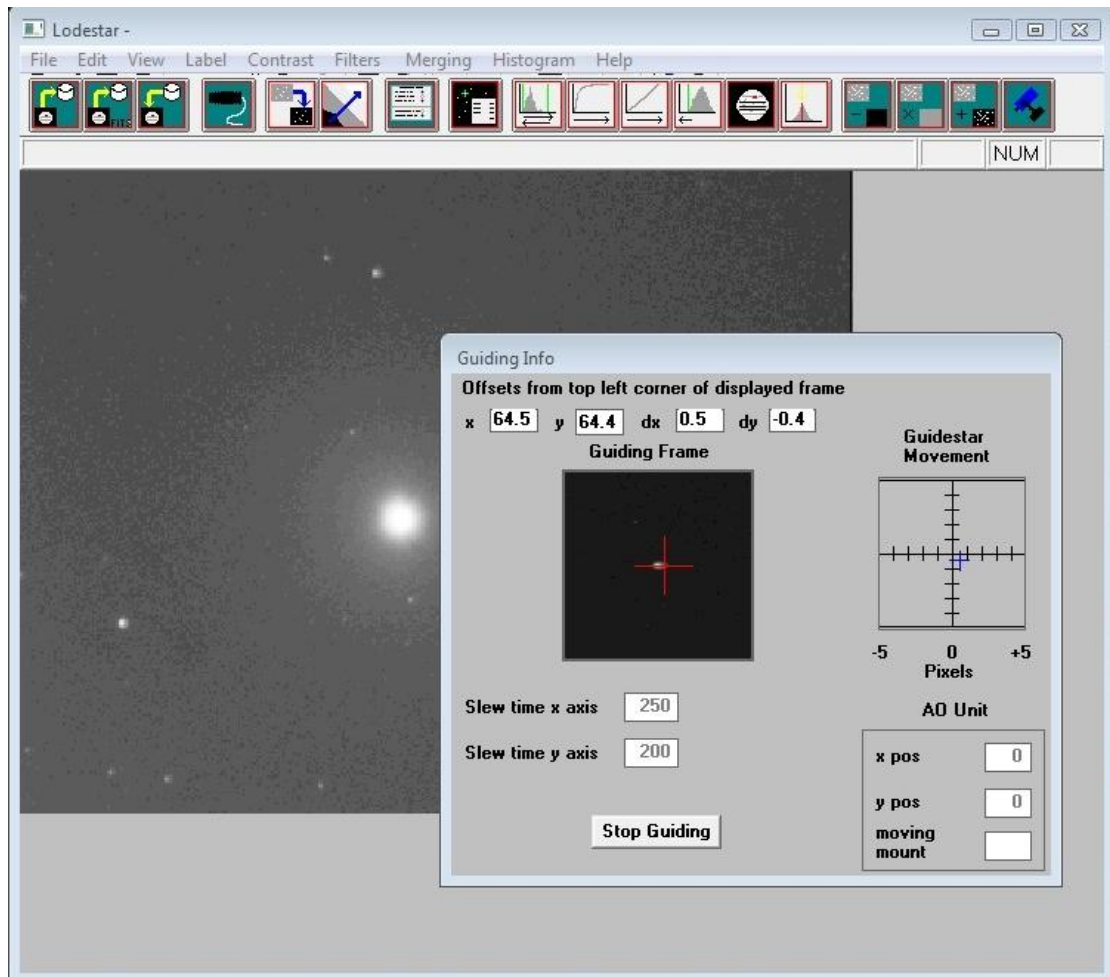 Lodestar -
File Edit View Label Contrast Filters Merging Histogram Help
FITS
NUM
Guiding Info
Offsets from top left corner of displayed frame
x 64.5 y 64.4 dx 0.5 dy -0.4
Guiding Frame
Guidestar
Movement
-5 0 +5
Pixels
Slew time x axis 250
Slew time y axis 200
Stop Guiding
AO Unit
x pos 0
y pos 0
moving
mount